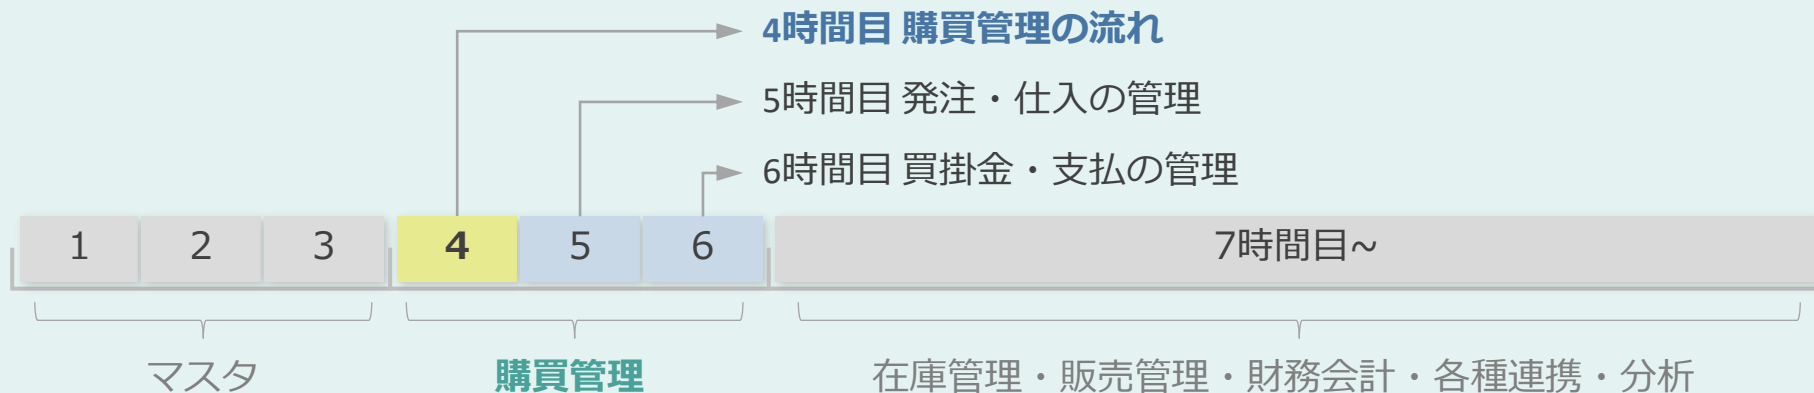 4時間目 購買管理の流れ
5時間目 発注・仕入の管理
6時間目 買掛金・支払の管理
1 2 3 4 5 6 7時間目~
マスタ 購買管理 在庫管理・販売管理・財務会計・各種連携・分析